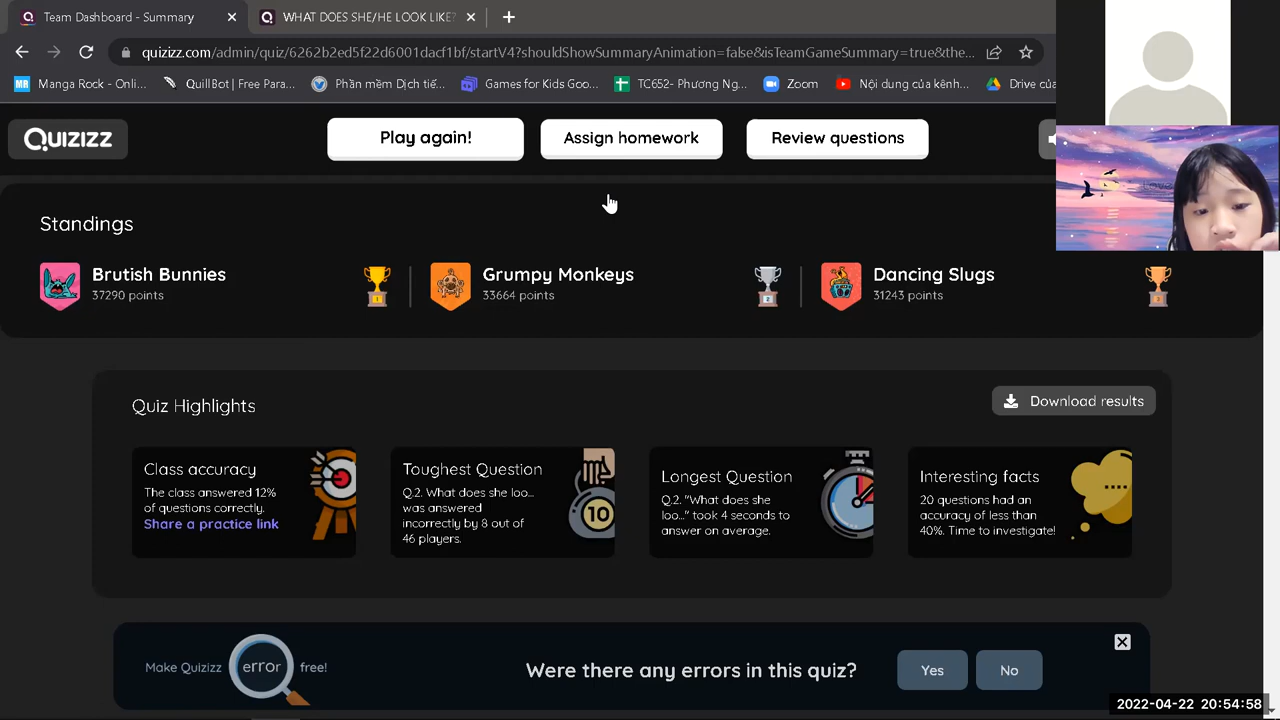 Team Dashboard - Summary
WHAT DOES SHE/HE LOOK LIKE?
quizizz.com/admin/quiz/6262b2ed5f22d6001dacf1bf/startV4?shouldShowSummaryAnimation=false&isTeamGameSummary=true&the...
MR Manga Rock - Onli...
QuillBot | Free Para...
Phần mềm Dịch tiế...
Games for Kids Goo...
TC652- Phương Ng...
Zoom
Nội dung của kênh...
Drive của
Quizizz
Play again!
Assign homework
Review questions
Standings
Brutish Bunnies
37290 points
1
Grumpy Monkeys
33664 points
2
Dancing Slugs
31243 points
3
Quiz Highlights
Download results
Class accuracy
The class answered 12%
of questions correctly.
Share a practice link
Toughest Question
Q.2. What does she loo...
was answered
incorrectly by 8 out of
46 players.
10
Longest Question
Q.2. "What does she
loo..." took 4 seconds to
answer on average.
Interesting facts
20 questions had an
accuracy of less than
40%. Time to investigate!
Make Quizizz error free!
Were there any errors in this quiz?
Yes
No
2022-04-22 20:54:58